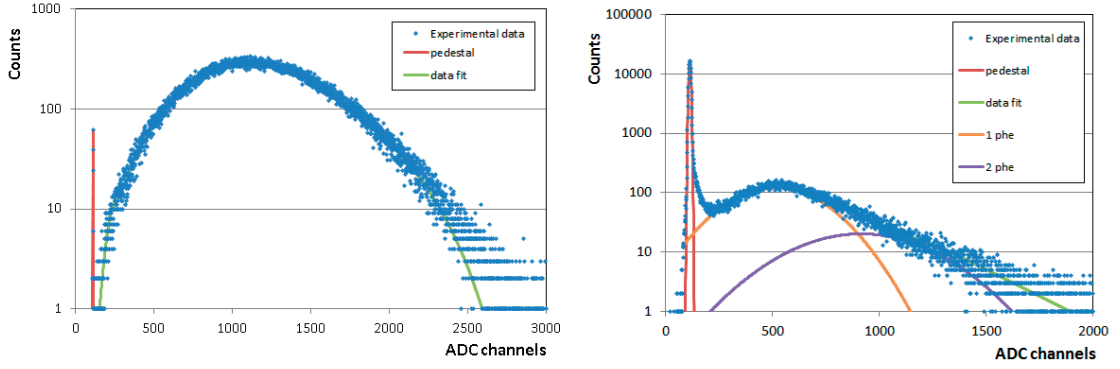 1000
100
10
1
Counts
Experimental data
pedestal
data fit
0 500 1000 1500 2000 2500 3000
ADC channels
100000
10000
1000
100
10
1
Counts
Experimental data
pedestal
data fit
1 phe
2 phe
0 500 1000 1500 2000
ADC channels